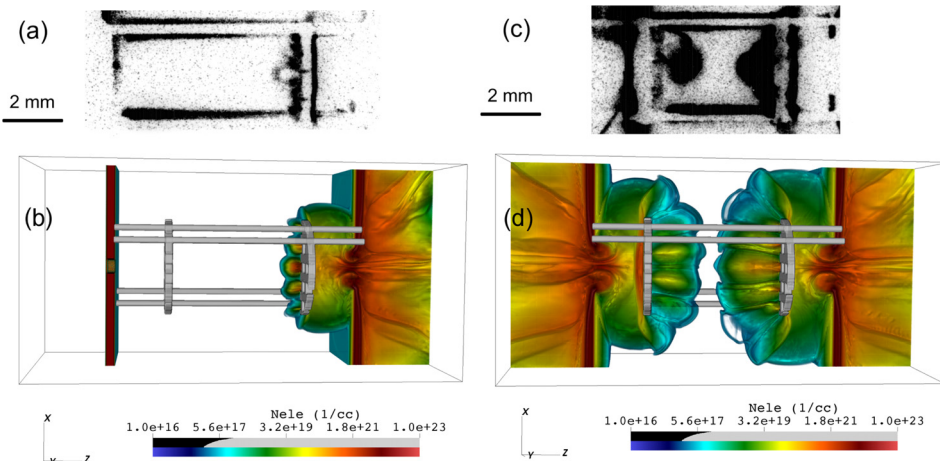 (a)
(c)
2 mm
2 mm
(b)
(d)
Nele (1/cc)
1.0e+16 5.6e+17 3.2e+19 1.8e+21 1.0e+23
X
Y Z
Nele (1/cc)
1.0e+16 5.6e+17 3.2e+19 1.8e+21 1.0e+23
X
Y Z